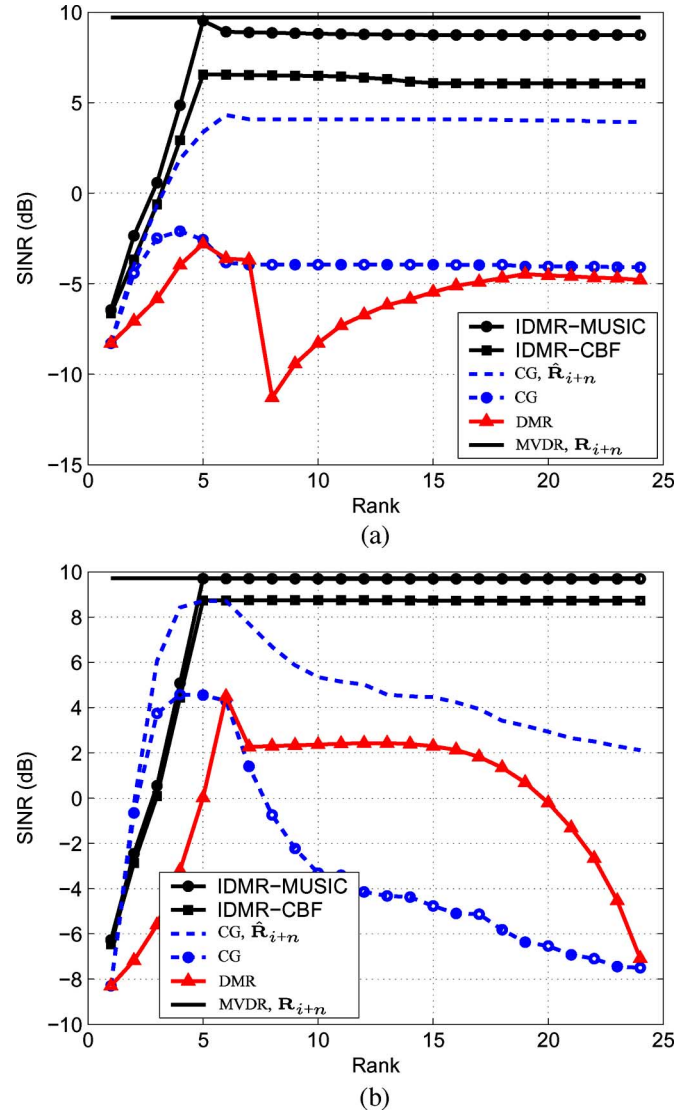 10
5
0
−5
−10
−15
SINR (dB)
IDMR-MUSIC
IDMR-CBF
CG, R̂i+n
CG
DMR
MVDR, Ri+n
0 5 10 15 20 25
Rank
(a)
10
8
6
4
2
0
−2
−4
−6
−8
−10
SINR (dB)
IDMR-MUSIC
IDMR-CBF
CG, R̂i+n
CG
DMR
MVDR, Ri+n
0 5 10 15 20 25
Rank
(b)